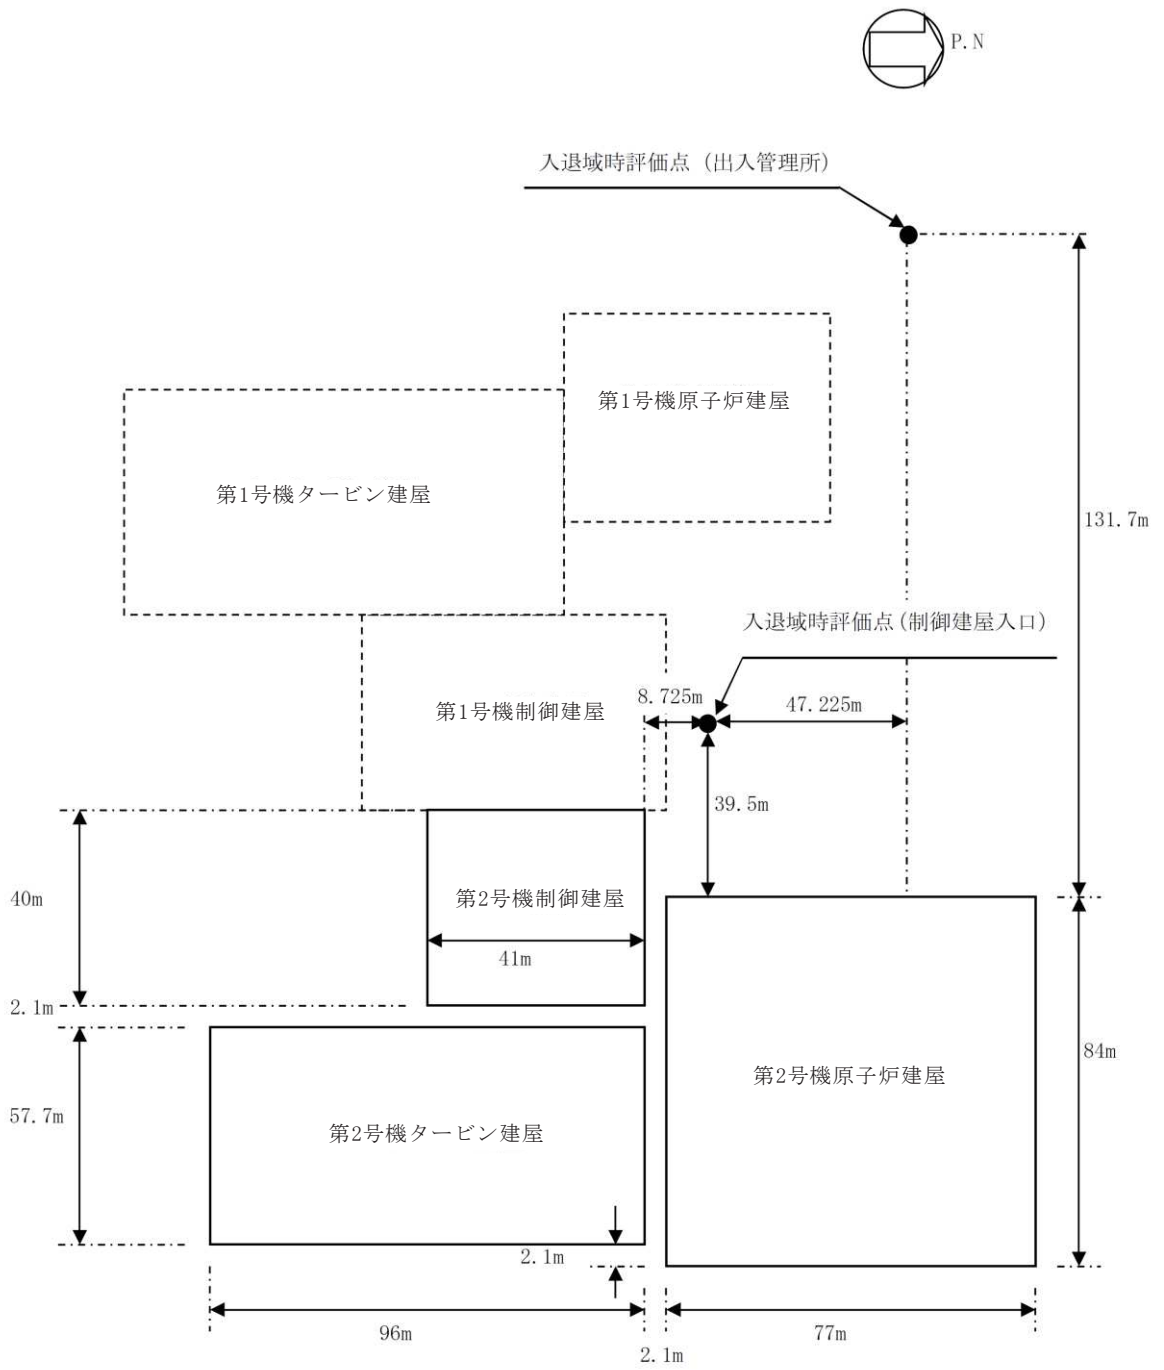 P.N
入退域時評価点（出入管理所）
第1号機原子炉建屋
第1号機タービン建屋
131.7m
入退域時評価点(制御建屋入口)
8.725m
47.225m
第1号機制御建屋
39.5m
40m
第2号機制御建屋
41m
2.1m
84m
第2号機原子炉建屋
57.7m
第2号機タービン建屋
2.1m
96m
77m
2.1m